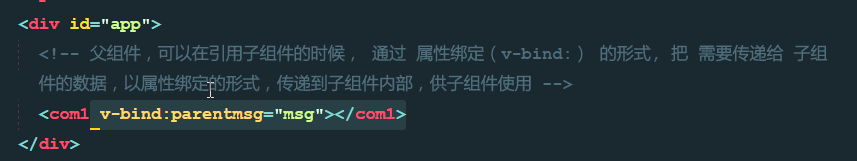 <div id="app">
<!-- 父组件，可以在引用子组件的时候， 通过 属性绑定（v-bind:） 的形式, 把 需要传递给 子组
件的数据，以属性绑定的形式，传递到子组件内部，供子组件使用 -->
<com1 v-bind:parentmsg="msg"></com1>
</div>